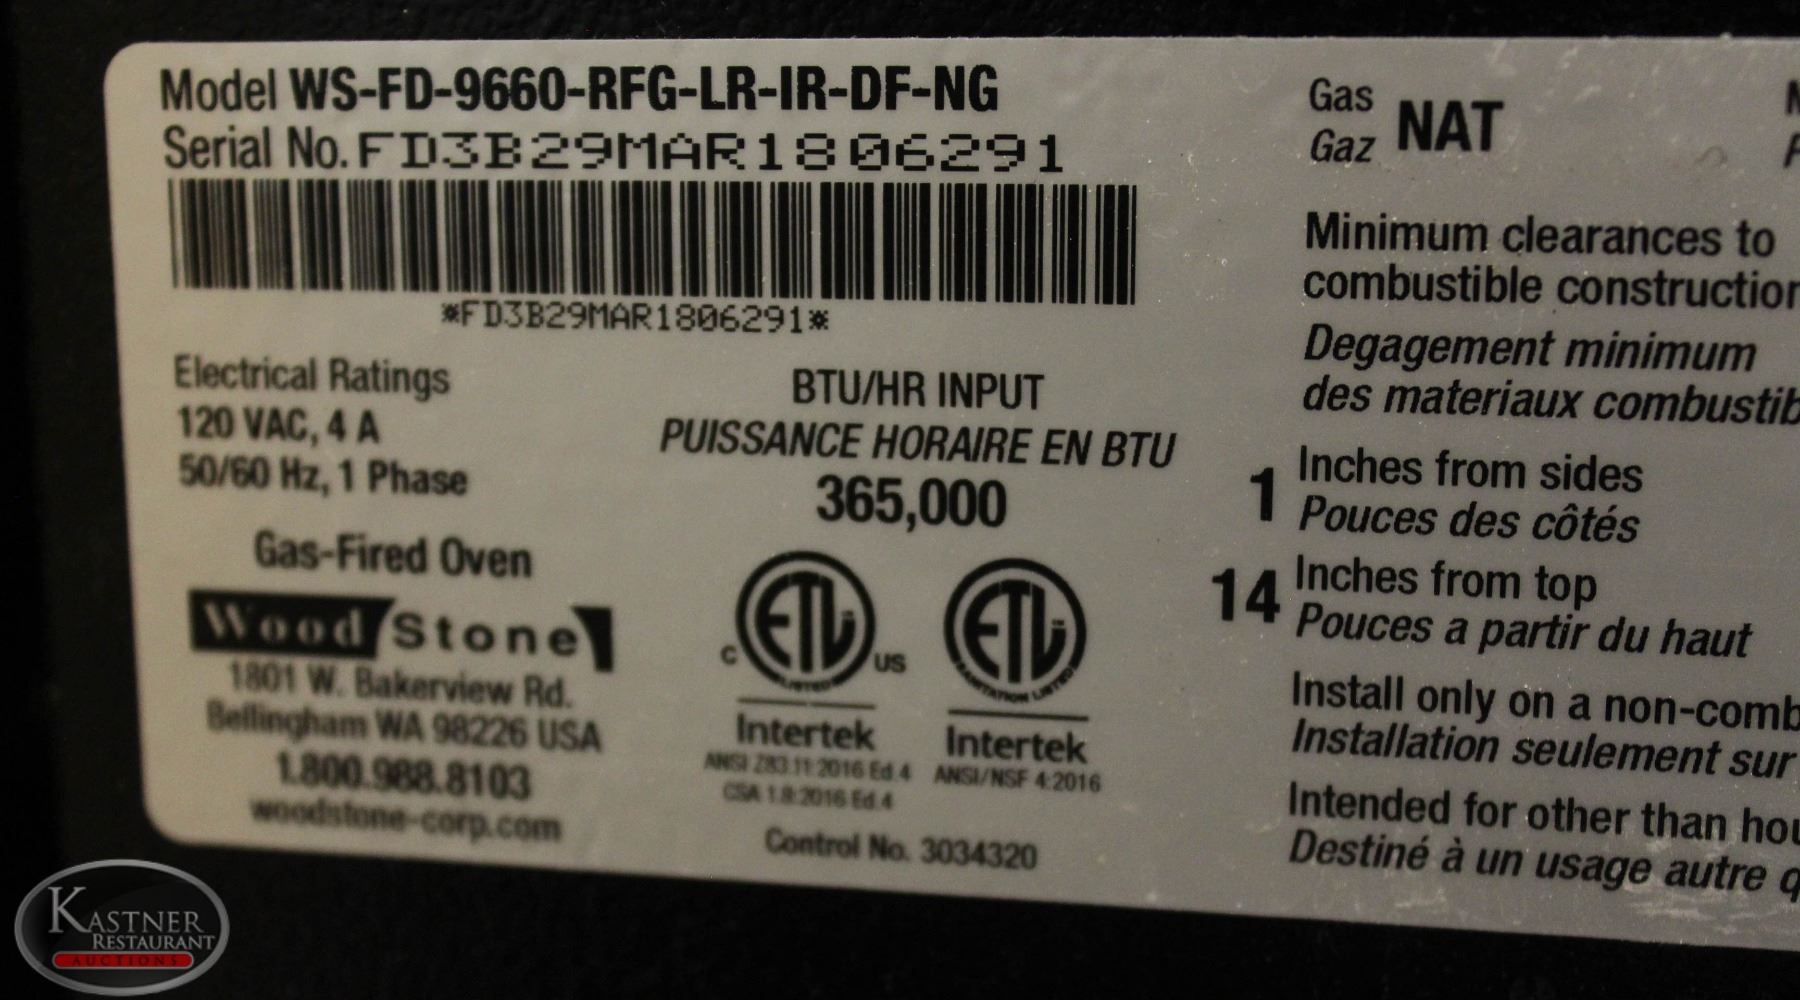 Model WS-FD-9660-RFG-LR-IR-DF-NG
Serial No. FD3B29MAR1806291
*FD3B29MAR1806291*
Electrical Ratings
120 VAC, 4 A
50/60 Hz, 1 Phase
Gas-Fired Oven
Wood Stone
1801 W. Bakerview Rd.
Bellingham WA 98226 USA
1.800.988.8103
woodstone-corp.com
BTU/HR INPUT
PUISSANCE HORAIRE EN BTU
365,000
C ETL US
LISTED
Intertek
ANSI Z83.11:2016 Ed.4
CSA 1.8:2016 Ed.4
ETL
SANITATION LISTED
Intertek
ANSI/NSF 4:2016
Control No. 3034320
Gas
Gaz
NAT
Minimum clearances to
combustible construction
Degagement minimum
des materiaux combustib
1 Inches from sides
Pouces des côtés
14 Inches from top
Pouces a partir du haut
Install only on a non-comb
Installation seulement sur
Intended for other than hou
Destiné à un usage autre q
KASTNER
RESTAURANT
AUCTIONS